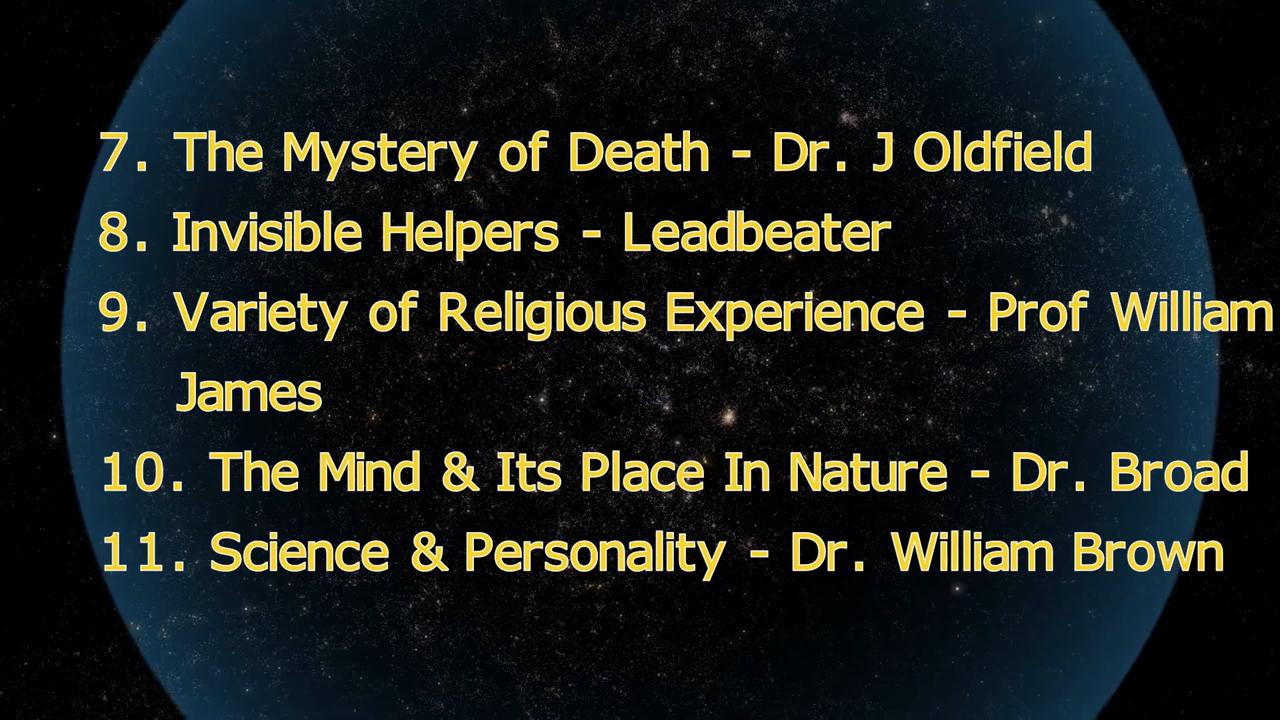 7. The Mystery of Death - Dr. J Oldfield
8. Invisible Helpers - Leadbeater
9. Variety of Religious Experience - Prof William
James
10. The Mind & Its Place In Nature - Dr. Broad
11. Science & Personality - Dr. William Brown